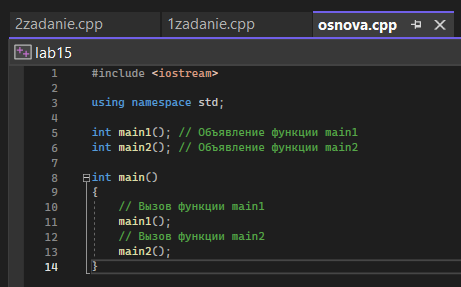 2zadanie.cpp 1zadanie.cpp osnova.cpp
lab15
1 #include <iostream>
2
3 using namespace std;
4
5 int main1(); // Объявление функции main1
6 int main2(); // Объявление функции main2
7
8 int main()
9 {
10 // Вызов функции main1
11 main1();
12 // Вызов функции main2
13 main2();
14 }